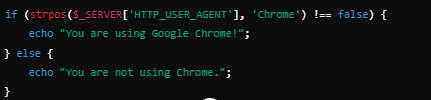 if (strpos($_SERVER['HTTP_USER_AGENT'], 'Chrome') !== false) {
    echo "You are using Google Chrome!";
} else {
    echo "You are not using Chrome.";
}